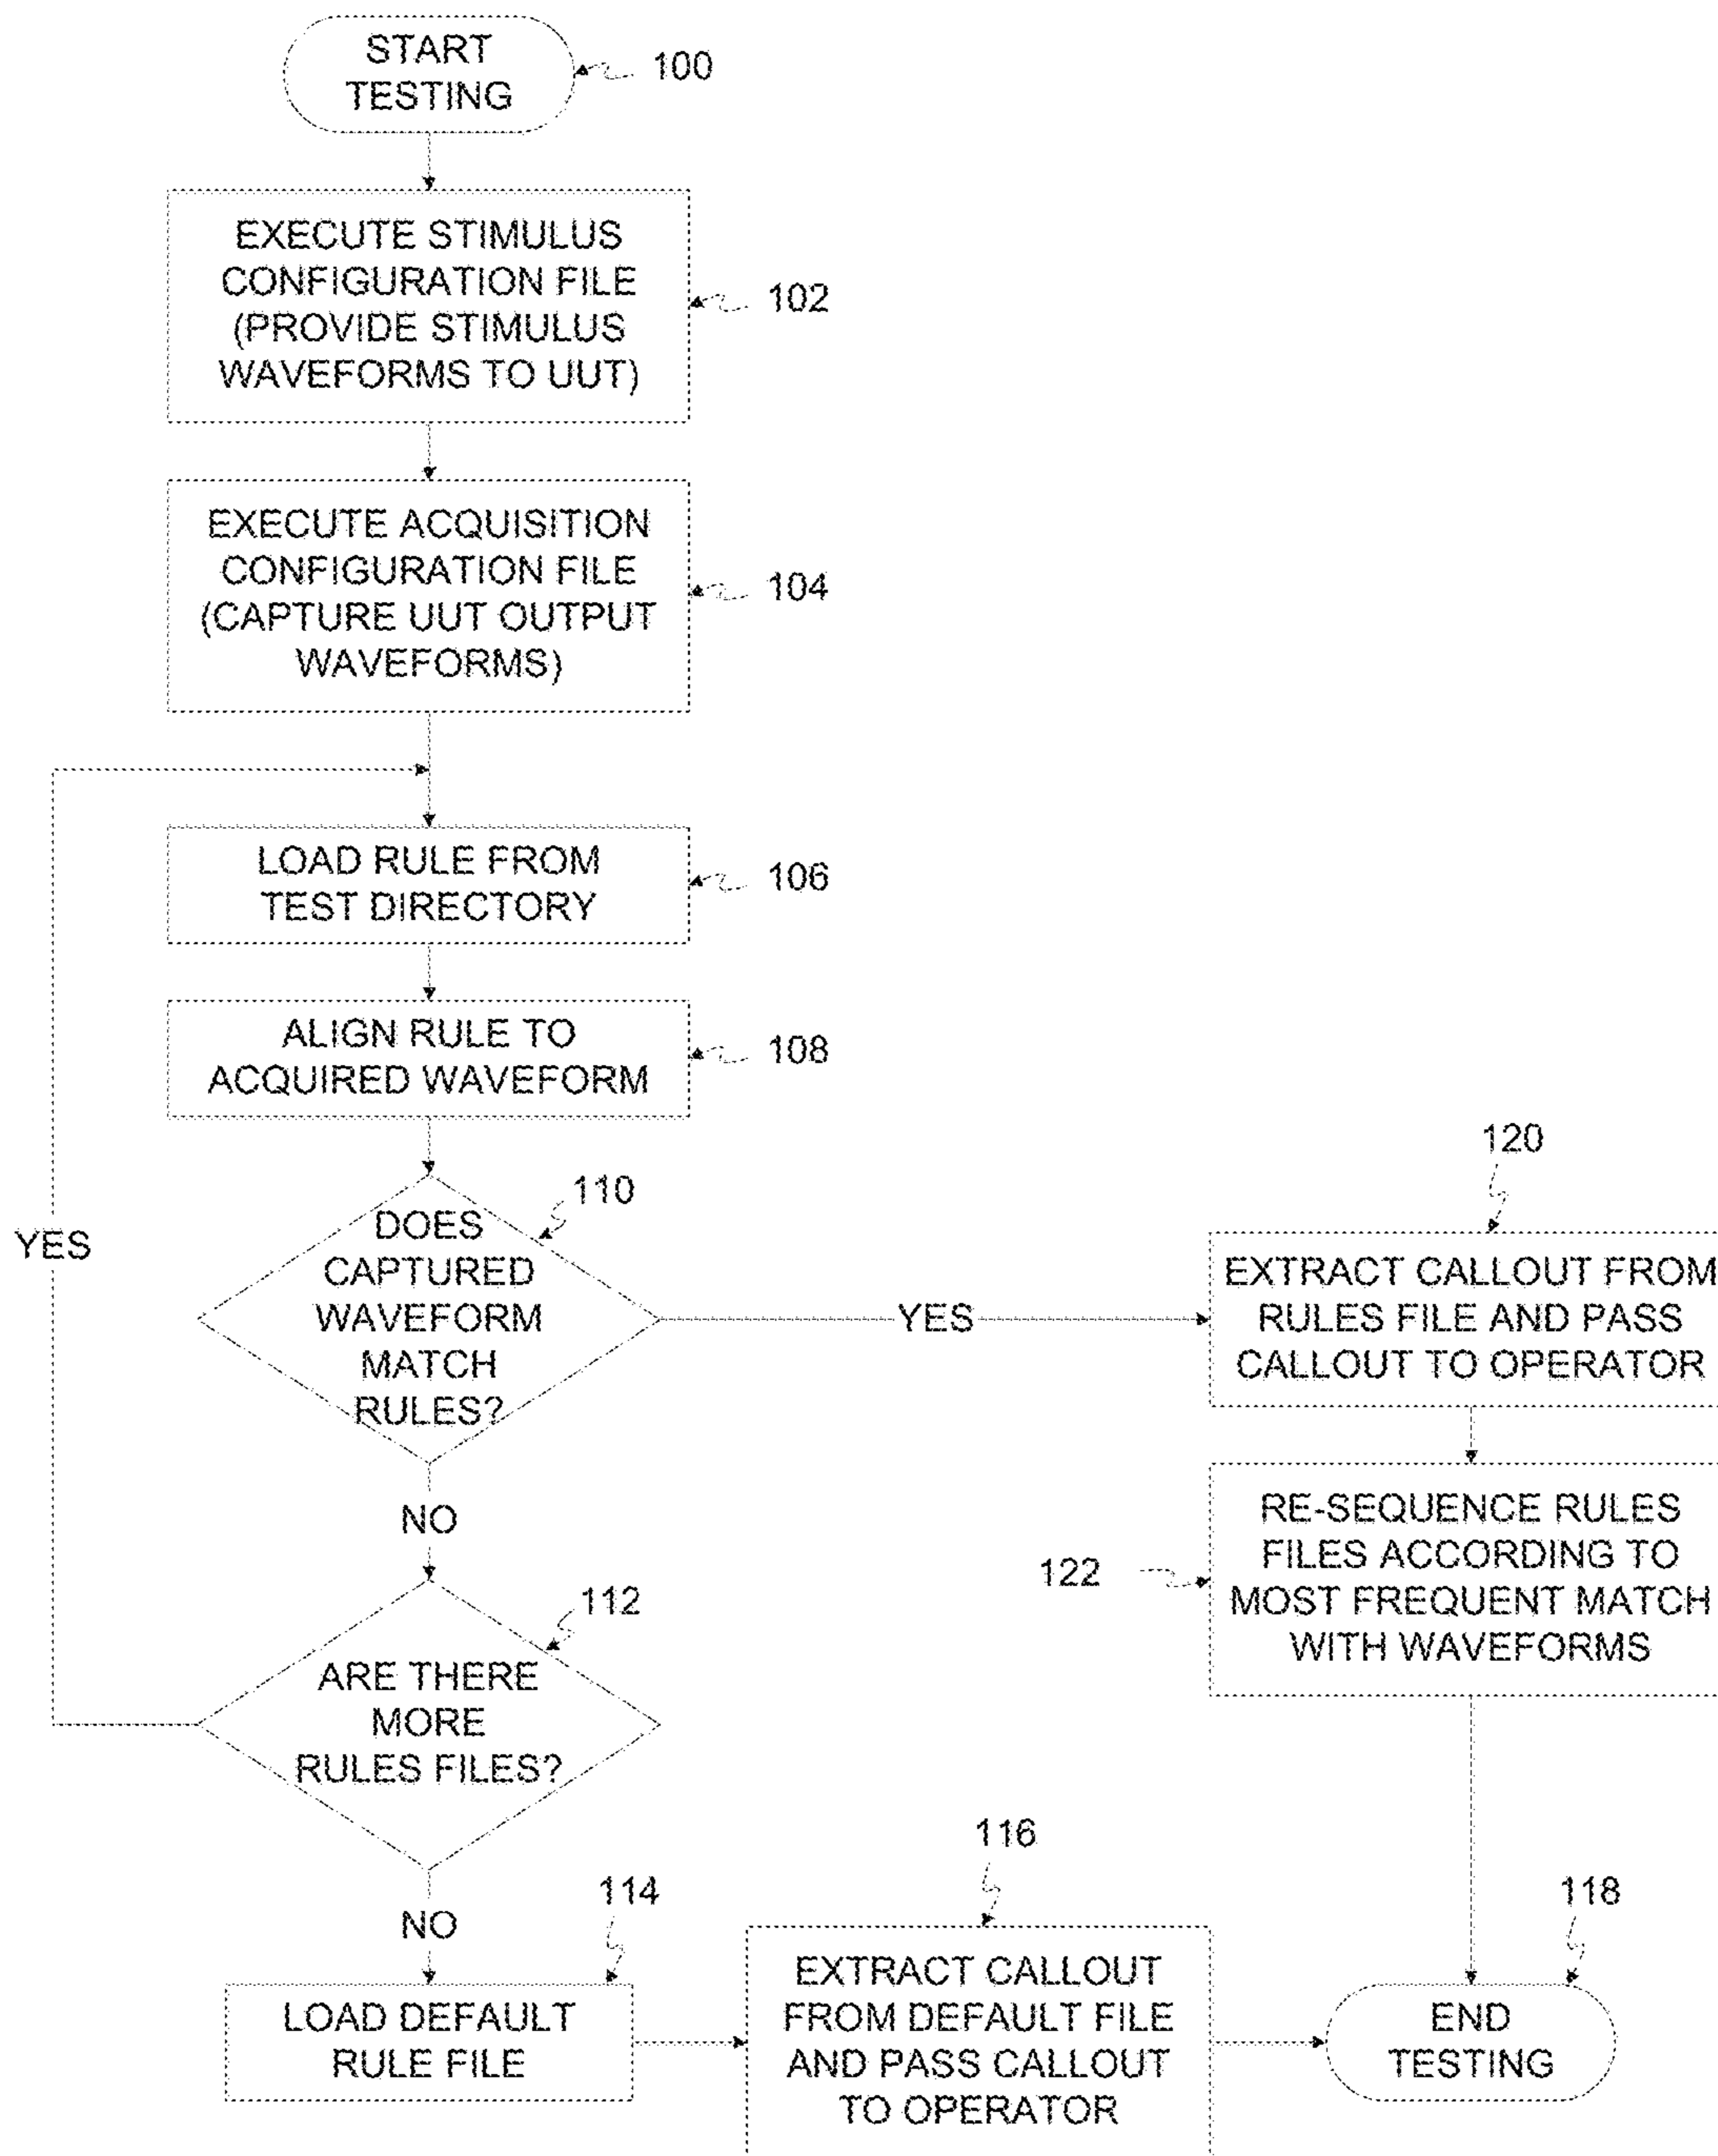 START
TESTING
100
EXECUTE STIMULUS
CONFIGURATION FILE
(PROVIDE STIMULUS
WAVEFORMS TO UUT)
102
EXECUTE ACQUISITION
CONFIGURATION FILE
(CAPTURE UUT OUTPUT
WAVEFORMS)
104
LOAD RULE FROM
TEST DIRECTORY
106
ALIGN RULE TO
ACQUIRED WAVEFORM
108
DOES
CAPTURED
WAVEFORM
MATCH
RULES?
110
YES
YES
120
EXTRACT CALLOUT FROM
RULES FILE AND PASS
CALLOUT TO OPERATOR
NO
122
RE-SEQUENCE RULES
FILES ACCORDING TO
MOST FREQUENT MATCH
WITH WAVEFORMS
112
ARE THERE
MORE
RULES FILES?
NO
114
LOAD DEFAULT
RULE FILE
116
EXTRACT CALLOUT
FROM DEFAULT FILE
AND PASS CALLOUT
TO OPERATOR
118
END
TESTING